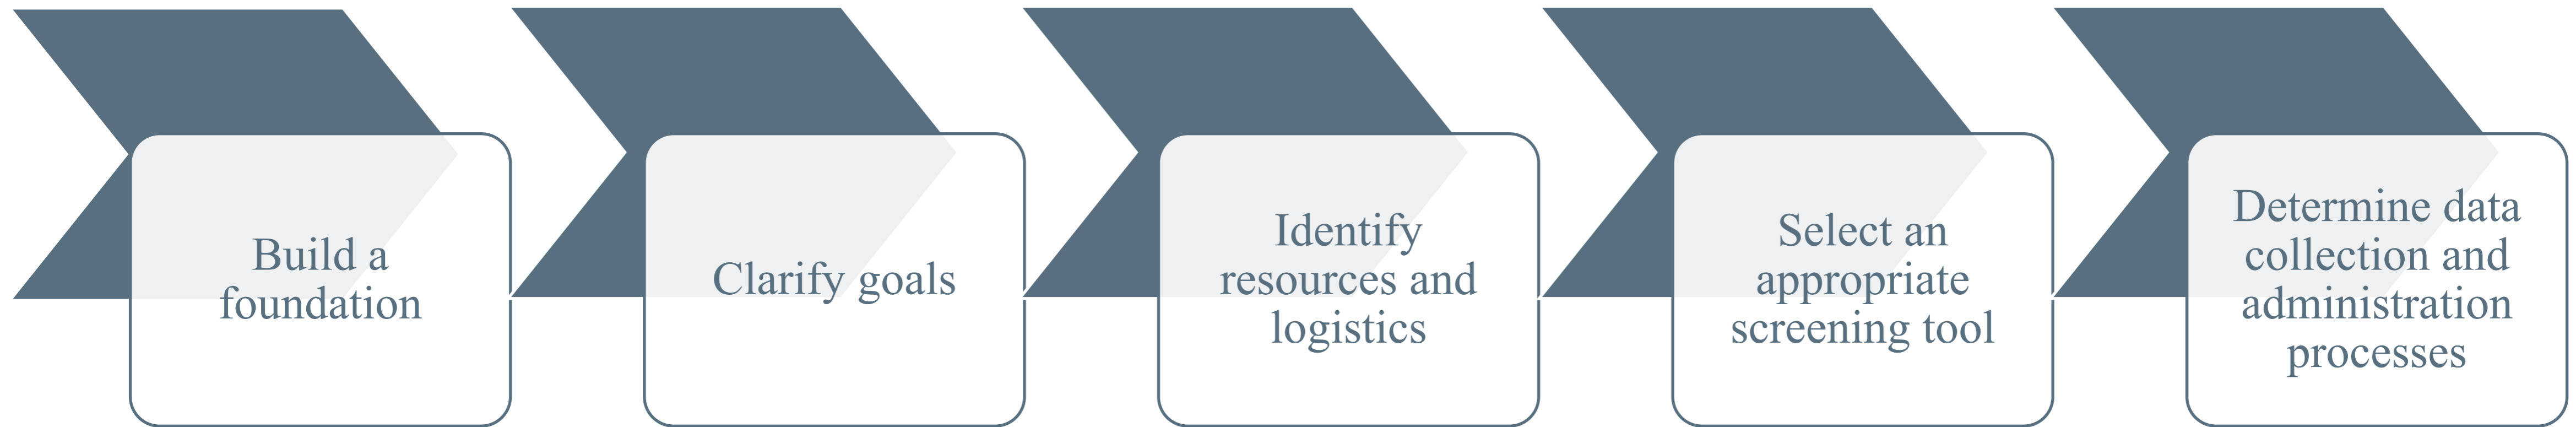 Build a
foundation
Clarify goals
Identify
resources and
logistics
Select an
appropriate
screening tool
Determine data
collection and
administration
processes